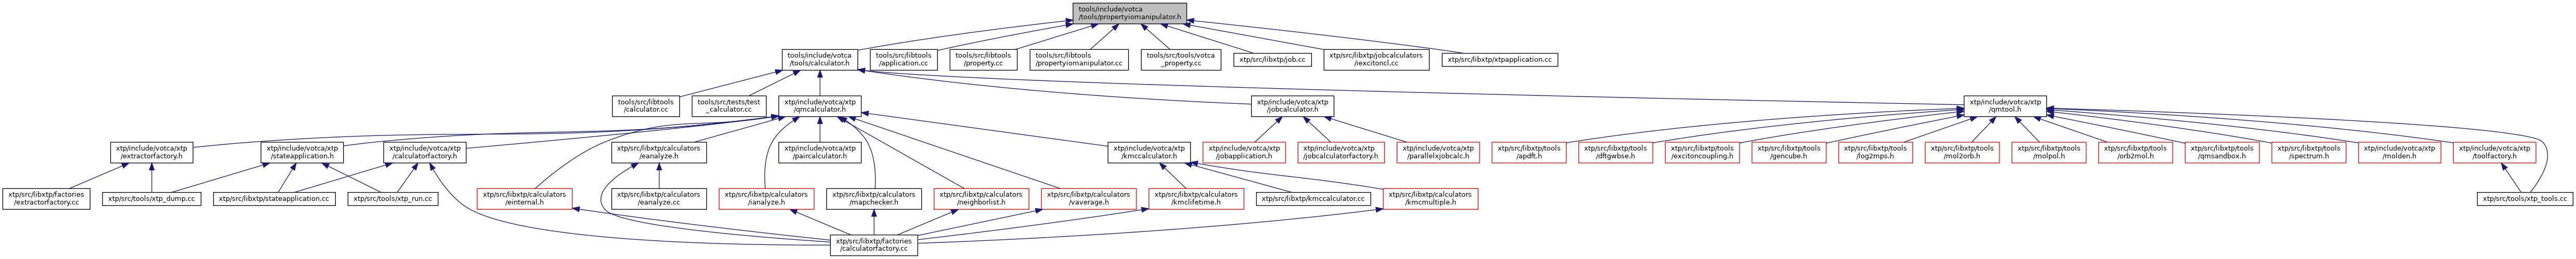 tools/include/votca
/tools/propertyiomanipulator.h
tools/include/votca
/tools/calculator.h
tools/src/libtools
/application.cc
tools/src/libtools
/property.cc
tools/src/libtools
/propertyiomanipulator.cc
tools/src/tools/votca
_property.cc
xtp/src/libxtp/job.cc
xtp/src/libxtp/jobcalculators
/iexcitoncl.cc
xtp/src/libxtp/xtpapplication.cc
tools/src/libtools
/calculator.cc
tools/src/tests/test
_calculator.cc
xtp/include/votca/xtp
/qmcalculator.h
xtp/include/votca/xtp
/jobcalculator.h
xtp/include/votca/xtp
/qmtool.h
xtp/include/votca/xtp
/extractorfactory.h
xtp/include/votca/xtp
/stateapplication.h
xtp/include/votca/xtp
/calculatorfactory.h
xtp/src/libxtp/calculators
/eanalyze.h
xtp/include/votca/xtp
/paircalculator.h
xtp/include/votca/xtp
/kmccalculator.h
xtp/include/votca/xtp
/jobapplication.h
xtp/include/votca/xtp
/jobcalculatorfactory.h
xtp/include/votca/xtp
/parallelxjobcalc.h
xtp/src/libxtp/tools
/apdft.h
xtp/src/libxtp/tools
/dftgwbse.h
xtp/src/libxtp/tools
/excitoncoupling.h
xtp/src/libxtp/tools
/gencube.h
xtp/src/libxtp/tools
/log2mps.h
xtp/src/libxtp/tools
/mol2orb.h
xtp/src/libxtp/tools
/molpol.h
xtp/src/libxtp/tools
/orb2mol.h
xtp/src/libxtp/tools
/qmsandbox.h
xtp/src/libxtp/tools
/spectrum.h
xtp/include/votca/xtp
/molden.h
xtp/include/votca/xtp
/toolfactory.h
xtp/src/libxtp/factories
/extractorfactory.cc
xtp/src/tools/xtp_dump.cc
xtp/src/libxtp/stateapplication.cc
xtp/src/tools/xtp_run.cc
xtp/src/libxtp/calculators
/einternal.h
xtp/src/libxtp/calculators
/eanalyze.cc
xtp/src/libxtp/calculators
/ianalyze.h
xtp/src/libxtp/calculators
/mapchecker.h
xtp/src/libxtp/calculators
/neighborlist.h
xtp/src/libxtp/calculators
/vaverage.h
xtp/src/libxtp/calculators
/kmclifetime.h
xtp/src/libxtp/kmccalculator.cc
xtp/src/libxtp/calculators
/kmcmultiple.h
xtp/src/tools/xtp_tools.cc
xtp/src/libxtp/factories
/calculatorfactory.cc